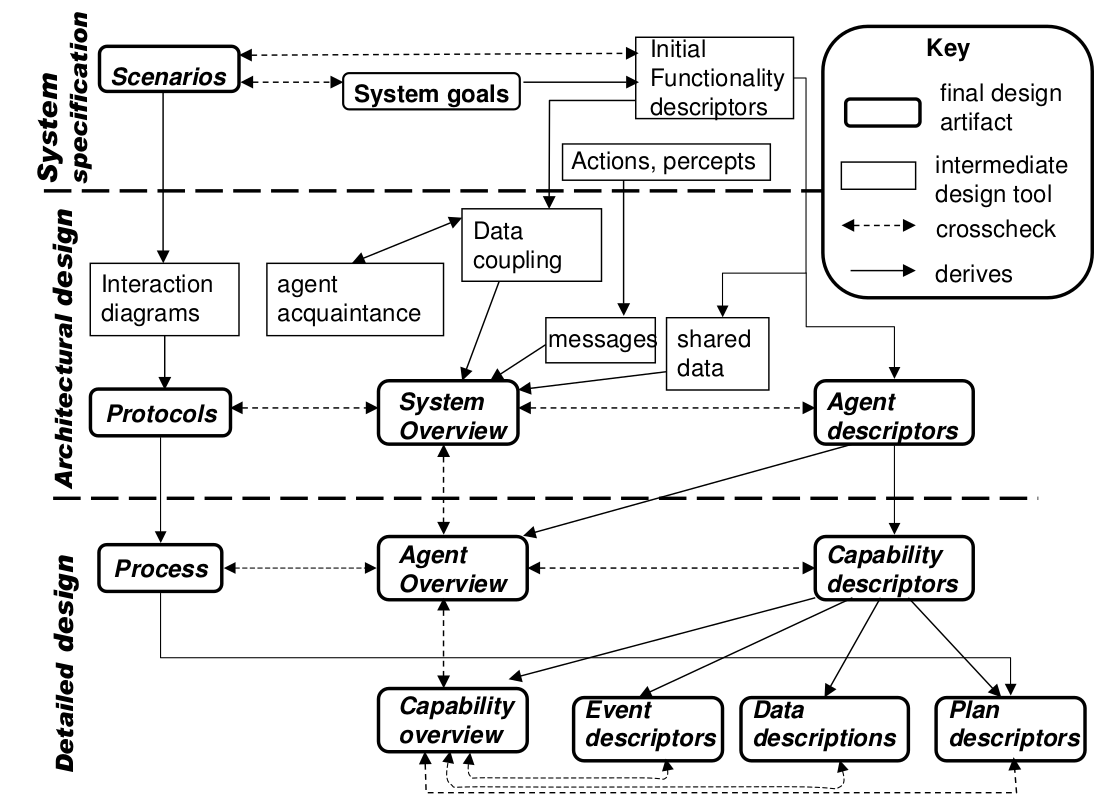 System
specification
Scenarios
System goals
Initial
Functionality
descriptors
Actions, percepts
Key
final design
artifact
intermediate
design tool
crosscheck
derives
Architectural design
Interaction
diagrams
agent
acquaintance
Data
coupling
messages
shared
data
Protocols
System
Overview
Agent
descriptors
Detailed design
Process
Agent
Overview
Capability
descriptors
Capability
overview
Event
descriptors
Data
descriptions
Plan
descriptors